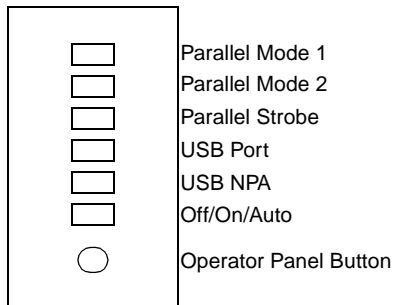 Parallel Mode 1
Parallel Mode 2
Parallel Strobe
USB Port
USB NPA
Off/On/Auto
Operator Panel Button